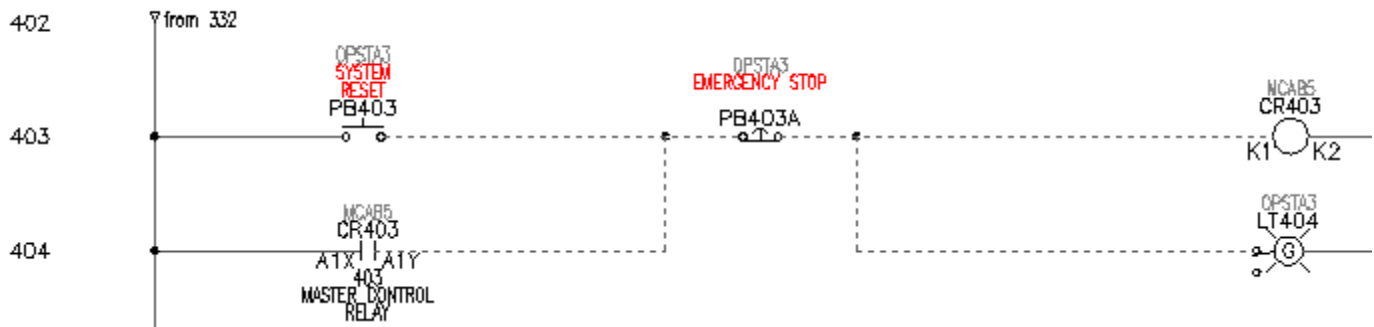 402
from 332
OPSTA3
SYSTEM
RESET
PB403
OPSTA3
EMERGENCY STOP
PB403A
MCAB5
CR403
403
K1 K2
MCAB5
CR403
OPSTA3
LT404
404
G
A1X A1Y
403
MASTER CONTROL
RELAY